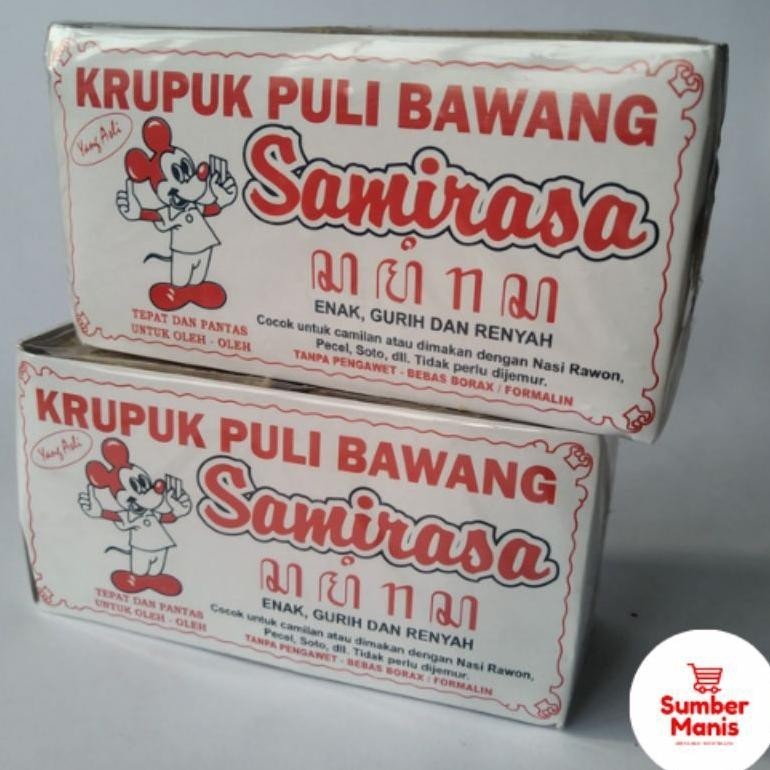 KRUPUK PULI BAWANG
Yang Asli
Samirasa
ꦱꦩꦶꦫꦱ
ENAK, GURIH DAN RENYAH
TEPAT DAN PANTAS
UNTUK OLEH - OLEH
Cocok untuk camilan atau dimakan dengan Nasi Rawon,
Pecel, Soto, dll. Tidak perlu dijemur.
TANPA PENGAWET - BEBAS BORAX / FORMALIN
KRUPUK PULI BAWANG
Yang Asli
Samirasa
ꦱꦩꦶꦫꦱ
ENAK, GURIH DAN RENYAH
TEPAT DAN PANTAS
UNTUK OLEH - OLEH
Cocok untuk camilan atau dimakan dengan Nasi Rawon,
Pecel, Soto, dll. Tidak perlu dijemur.
TANPA PENGAWET - BEBAS BORAX / FORMALIN
Sumber
Manis